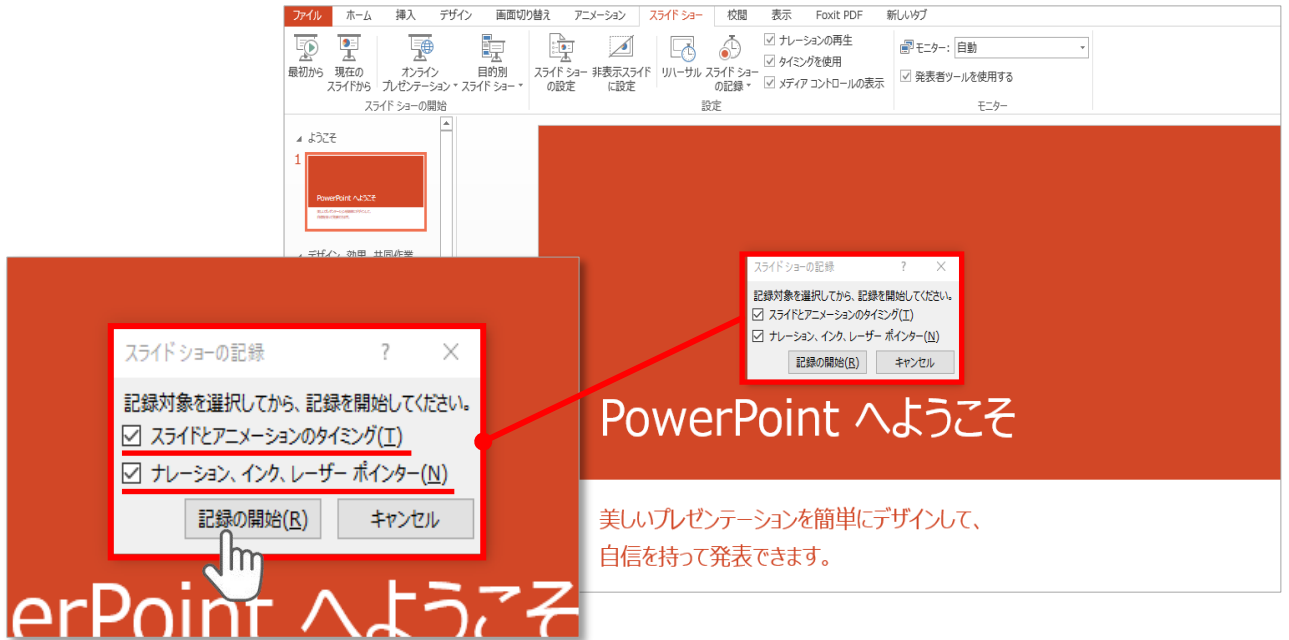 ファイル ホーム 挿入 デザイン 画面切り替え アニメーション スライド ショー 校閲 表示 Foxit PDF 新しいタブ
最初から
現在の
スライドから
オンライン
プレゼンテーション
目的別
スライド ショー
スライド ショーの開始
スライド ショー
の設定
非表示スライド
に設定
リハーサル
スライド ショー
の記録
ナレーションの再生
タイミングを使用
メディア コントロールの表示
設定
モニター: 自動
発表者ツールを使用する
モニター
ようこそ
1
PowerPoint へようこそ
デザイン、効果、共同作業
スライド ショーの記録 ? ×
記録対象を選択してから、記録を開始してください。
スライドとアニメーションのタイミング(T)
ナレーション、インク、レーザー ポインター(N)
記録の開始(R) キャンセル
PowerPoint へようこそ
美しいプレゼンテーションを簡単にデザインして、
自信を持って発表できます。
スライド ショーの記録 ? ×
記録対象を選択してから、記録を開始してください。
スライドとアニメーションのタイミング(T)
ナレーション、インク、レーザー ポインター(N)
記録の開始(R) キャンセル
erPoint へようこそ